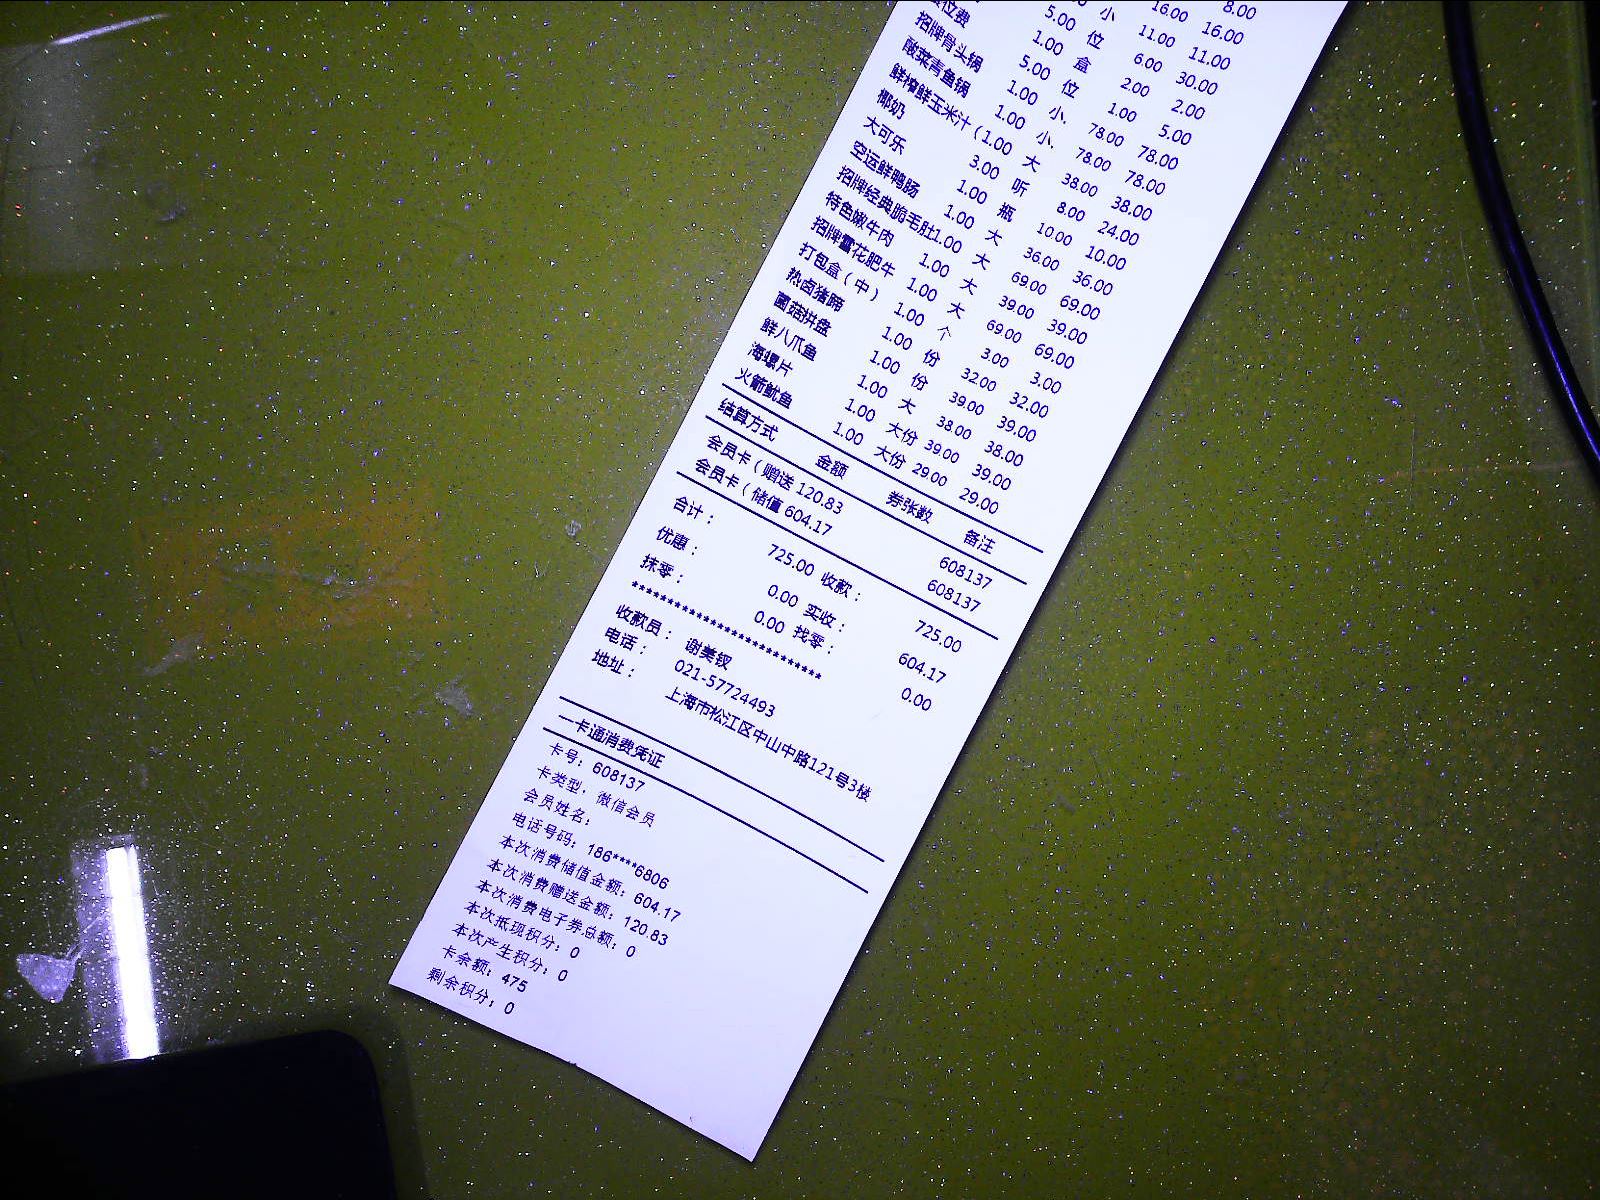 8.00
16.00 16.00
小 11.00 11.00
5.00 位 6.00 30.00
1.00 盒 2.00 2.00
位费 5.00 位 1.00 5.00
招牌骨头锅 1.00 小. 78.00 78.00
酸菜青鱼锅 1.00 小. 78.00 78.00
鲜榨鲜玉米汁（1.00 大 38.00 38.00
椰奶 3.00 听 8.00 24.00
大可乐 1.00 瓶 10.00 10.00
空运鲜鸭肠 1.00 大 36.00 36.00
招牌经典脆毛肚1.00 大 69.00 69.00
特色嫩牛肉 1.00 大 39.00 39.00
招牌雪花肥牛 1.00 大 69.00 69.00
打包盒（中） 1.00 个 3.00 3.00
热卤猪蹄 1.00 份 32.00 32.00
菌菇拼盘 1.00 份 39.00 39.00
鲜八爪鱼 1.00 大 38.00 38.00
海螺片 1.00 大份 39.00 39.00
火箭鱿鱼 1.00 大份 29.00 29.00
结算方式 金额 券张数 备注
会员卡（赠送 120.83 608137
会员卡（储值 604.17 608137
合计： 725.00 收款： 725.00
优惠： 0.00 实收： 604.17
抹零： 0.00 找零： 0.00
******************************
收款员： 谢美钗
电话： 021-57724493
地址： 上海市松江区中山中路121号3楼
一卡通消费凭证
卡号：608137
卡类型：微信会员
会员姓名：
电话号码：186****6806
本次消费储值金额：604.17
本次消费赠送金额：120.83
本次消费电子券总额：0
本次抵现积分：0
本次产生积分：0
卡余额：475
剩余积分：0